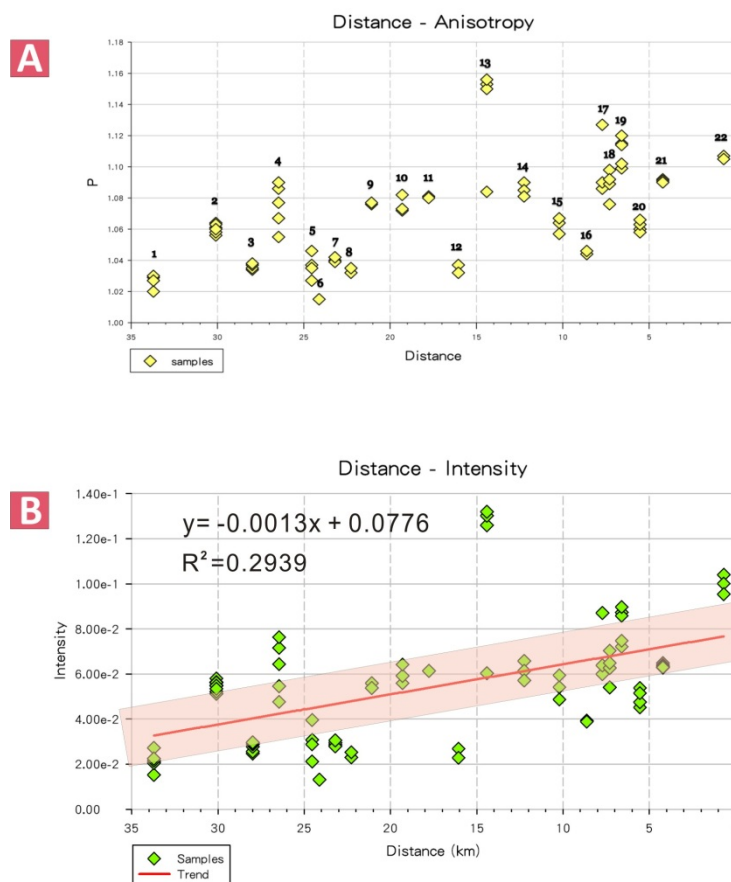 Distance - Anisotropy
A
1.18
1.16
1.14
1.12
1.10
1.08
1.06
1.04
1.02
1.00
P
1
2
3
4
5
6
7
8
9
10
11
12
13
14
15
16
17
18
19
20
21
22
35
30
25
20
15
10
5
Distance
samples
Distance - Intensity
B
1.40e-1
1.20e-1
1.00e-1
8.00e-2
6.00e-2
4.00e-2
2.00e-2
0.00
Intensity
y= -0.0013x + 0.0776
R²=0.2939
35
30
25
20
15
10
5
Distance (km)
Samples
Trend